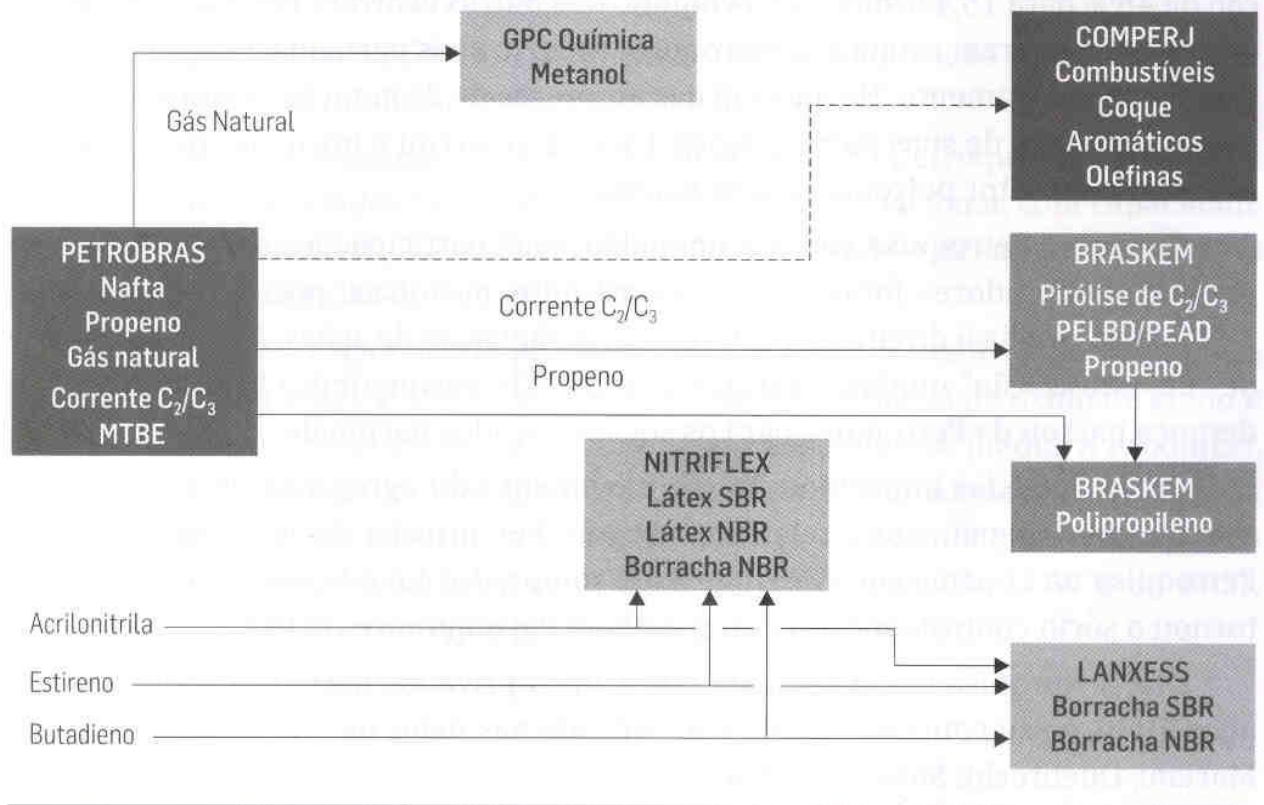 GPC Química
Metanol
COMPERJ
Combustíveis
Coque
Aromáticos
Olefinas
Gás Natural
PETROBRAS
Nafta
Propeno
Gás natural
Corrente C₂/C₃
MTBE
Corrente C₂/C₃
Propeno
BRASKEM
Pirólise de C₂/C₃
PELBD/PEAD
Propeno
NITRIFLEX
Látex SBR
Látex NBR
Borracha NBR
BRASKEM
Polipropileno
Acrilonitrila
Estireno
Butadieno
LANXESS
Borracha SBR
Borracha NBR